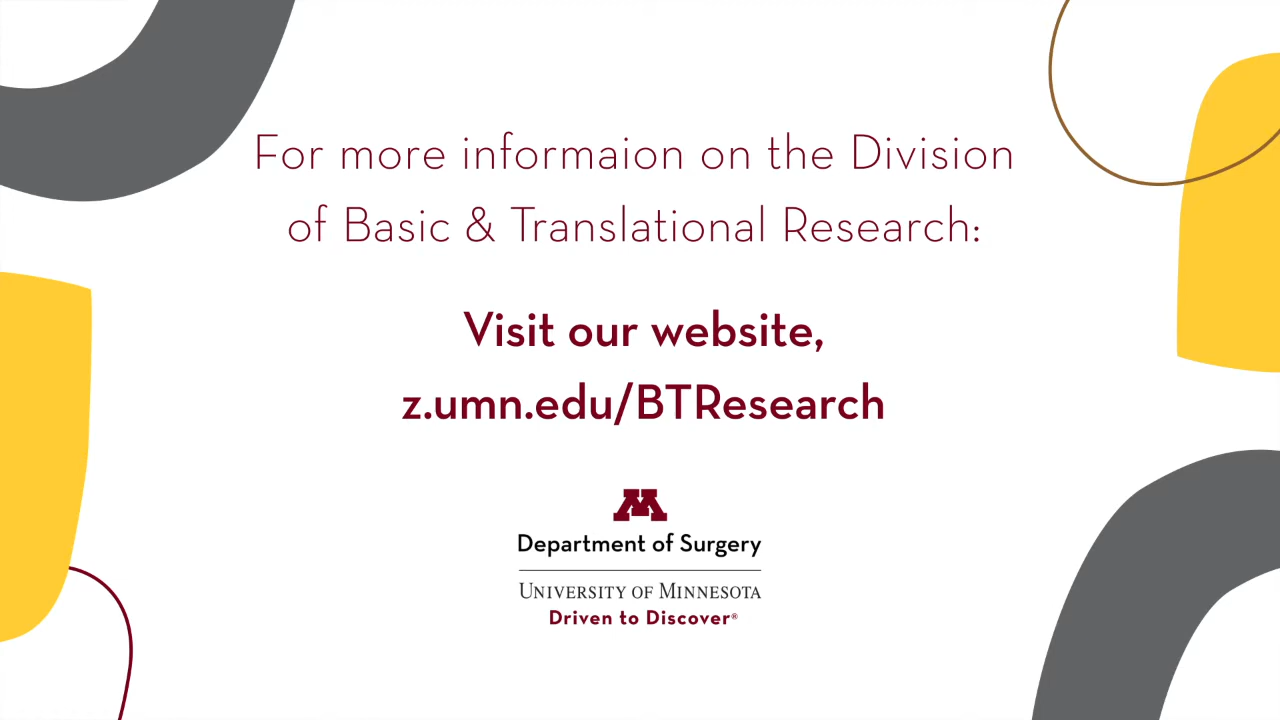 For more informaion on the Division
of Basic & Translational Research:
Visit our website,
z.umn.edu/BTResearch
M
Department of Surgery
University of Minnesota
Driven to Discover®